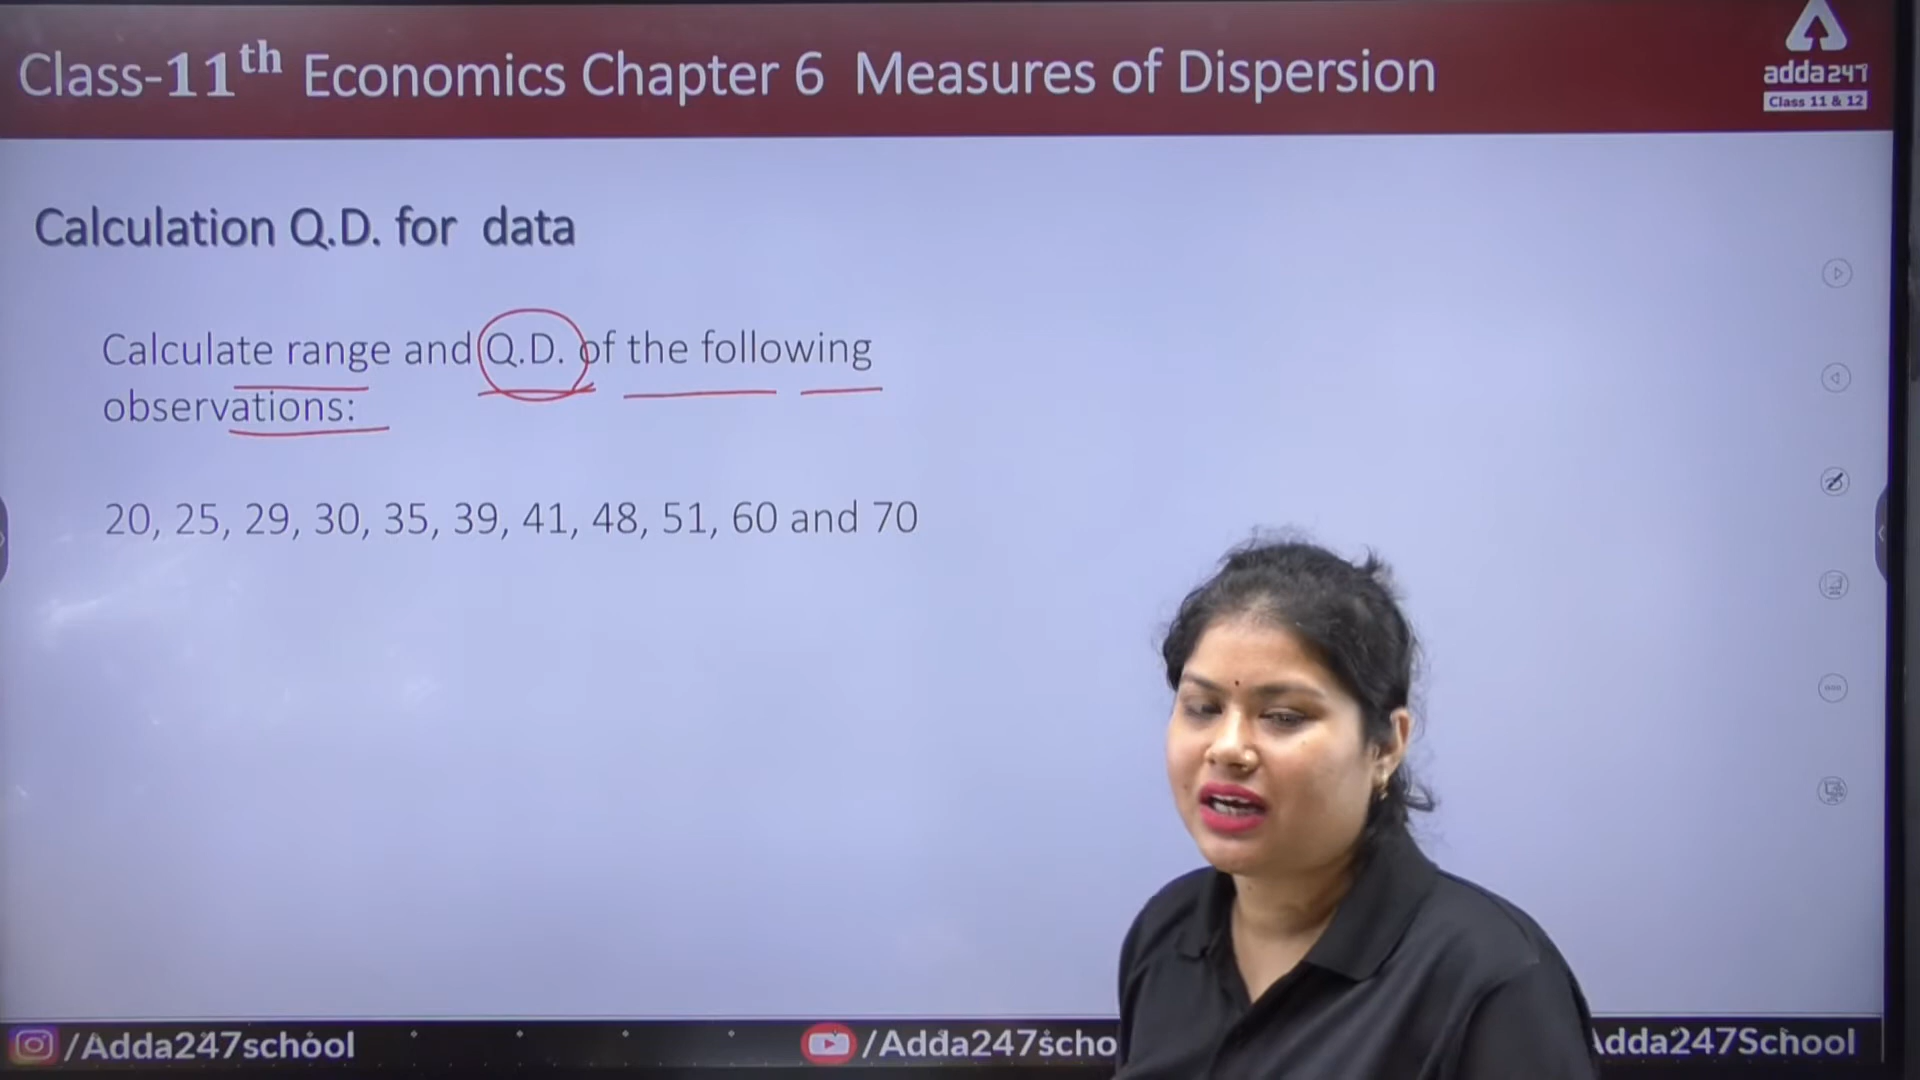 Class-11th Economics Chapter 6 Measures of Dispersion
adda247
Class 11 & 12
Calculation Q.D. for data
Calculate range and Q.D. of the following
observations:
20, 25, 29, 30, 35, 39, 41, 48, 51, 60 and 70
/Adda247school
/Adda247scho
Adda247School